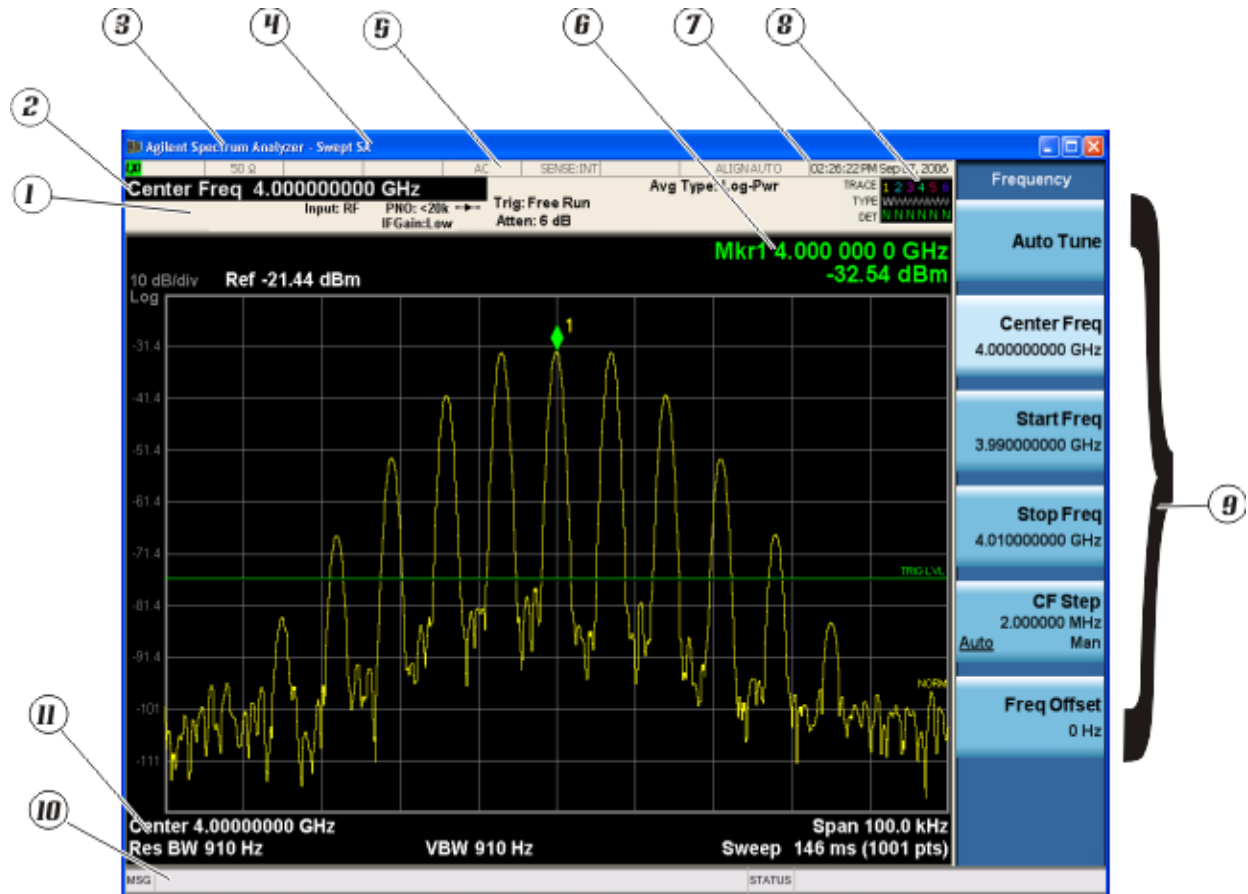 3
4
5
6
7
8
2
1
Agilent Spectrum Analyzer - Swept SA
50 Ω
AC
SENSE:INT
ALIGN AUTO
02:26:22 PM Sep 07, 2006
Center Freq 4.000000000 GHz
Input: RF
PNO: <20k
IFGain:Low
Trig: Free Run
Atten: 6 dB
Avg Type: Log-Pwr
TRACE 1 2 3 4 5 6
TYPE
DET N N N N N N
Mkr1 4.000 000 0 GHz
-32.54 dBm
10 dB/div
Log
Ref -21.44 dBm
1
-31.4
-41.4
-51.4
-61.4
-71.4
TRIG LVL
-81.4
-91.4
NORM
-101
-111
Center 4.00000000 GHz
Span 100.0 kHz
Res BW 910 Hz
VBW 910 Hz
Sweep 146 ms (1001 pts)
MSG
STATUS
Frequency
Auto Tune
Center Freq
4.000000000 GHz
Start Freq
3.990000000 GHz
Stop Freq
4.010000000 GHz
CF Step
2.000000 MHz
Auto Man
Freq Offset
0 Hz
9
11
10